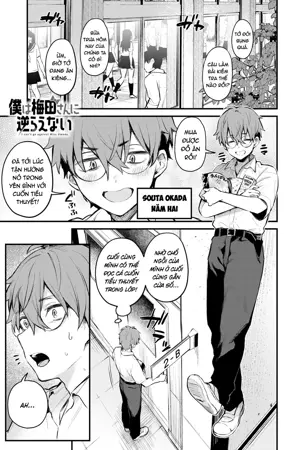 TỚ ĐÓI QUÁ!
CẬU LÀM
BÀI KIỂM
TRA THẾ
NÀO RỒI?
BỮA
TRƯA HÔM
NAY CỦA
CHÚNG TA
CÓ GÌ
NHỈ?
ỪM,
GIỜ TỚ
ĐANG ĂN
KIÊNG.
僕は梅田さんに
逆らえない
MUA
ĐƯỢC
ĐỒ ĂN
RỒI.
ĐÃ TỚI LÚC
TẬN HƯỞNG
NÓ TRONG YÊN
BÌNH VỚI
CUỐN TIỂU
THUYẾT!
SOUTA OKADA
NĂM HAI
NHỜ CHỖ
NGỒI CỦA
MÌNH Ở CUỐI
CÙNG GẦN
CỬA SỔ...
CUỐI CÙNG
MÌNH CÓ THỂ
ĐỌC CẢ CUỐN
TIỂU THUYẾT
TRONG LỚP!
2-B
AH...